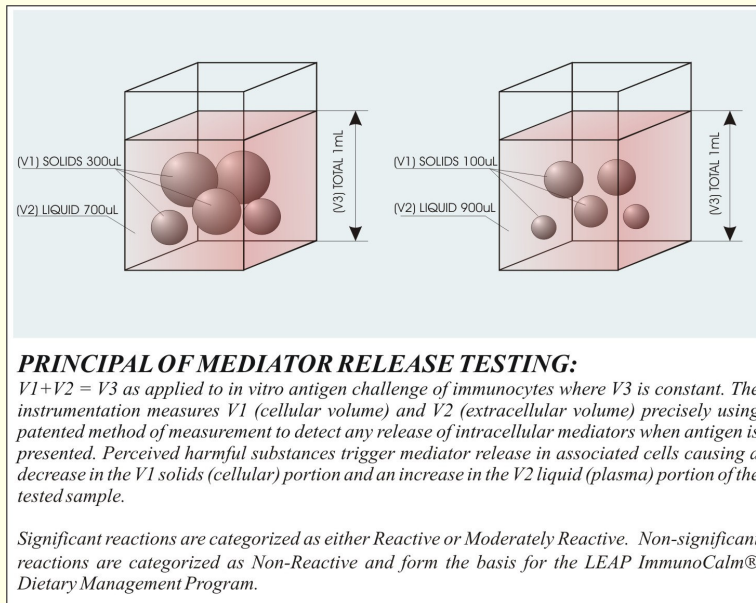 (V1) SOLIDS 300uL
(V2) LIQUID 700uL
(V3) TOTAL 1mL
(V1) SOLIDS 100uL
(V2) LIQUID 900uL
(V3) TOTAL 1mL
PRINCIPAL OF MEDIATOR RELEASE TESTING:
V1+V2 = V3 as applied to in vitro antigen challenge of immunocytes where V3 is constant. The
instrumentation measures V1 (cellular volume) and V2 (extracellular volume) precisely using
patented method of measurement to detect any release of intracellular mediators when antigen is
presented. Perceived harmful substances trigger mediator release in associated cells causing a
decrease in the V1 solids (cellular) portion and an increase in the V2 liquid (plasma) portion of the
tested sample.
Significant reactions are categorized as either Reactive or Moderately Reactive. Non-significant
reactions are categorized as Non-Reactive and form the basis for the LEAP ImmunoCalm®
Dietary Management Program.